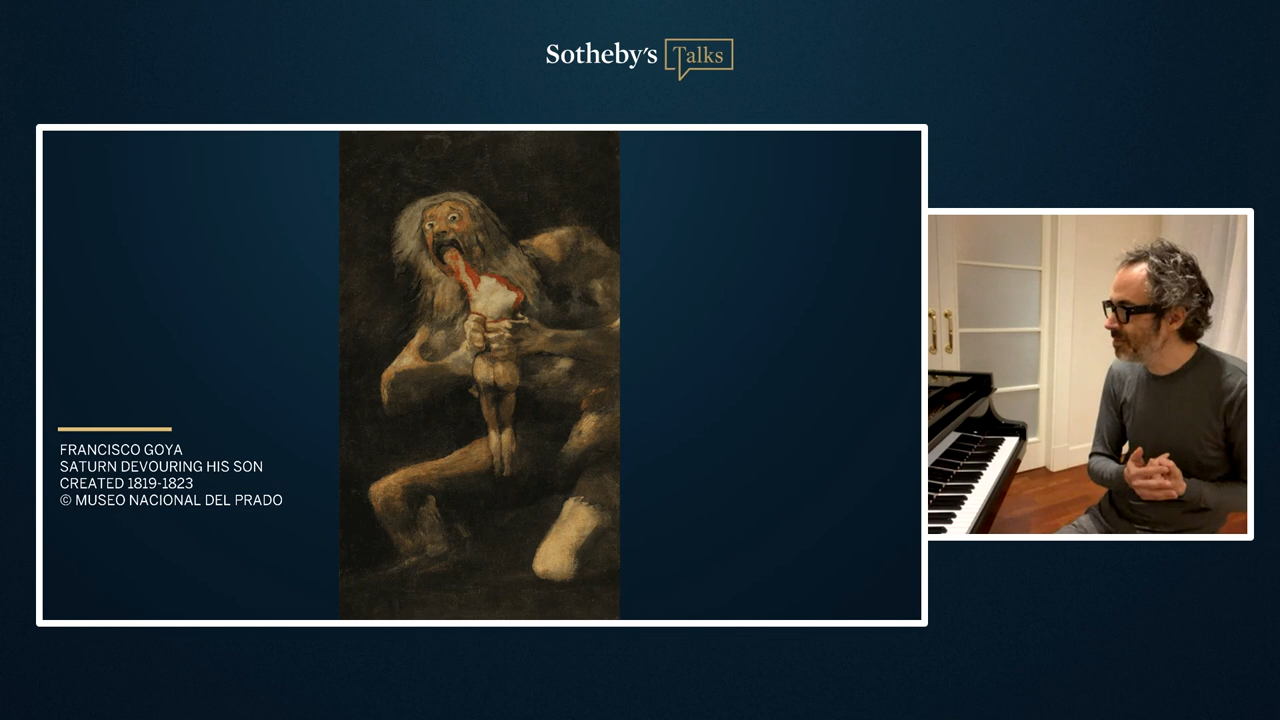 Sotheby's Talks
FRANCISCO GOYA
SATURN DEVOURING HIS SON
CREATED 1819-1823
© MUSEO NACIONAL DEL PRADO